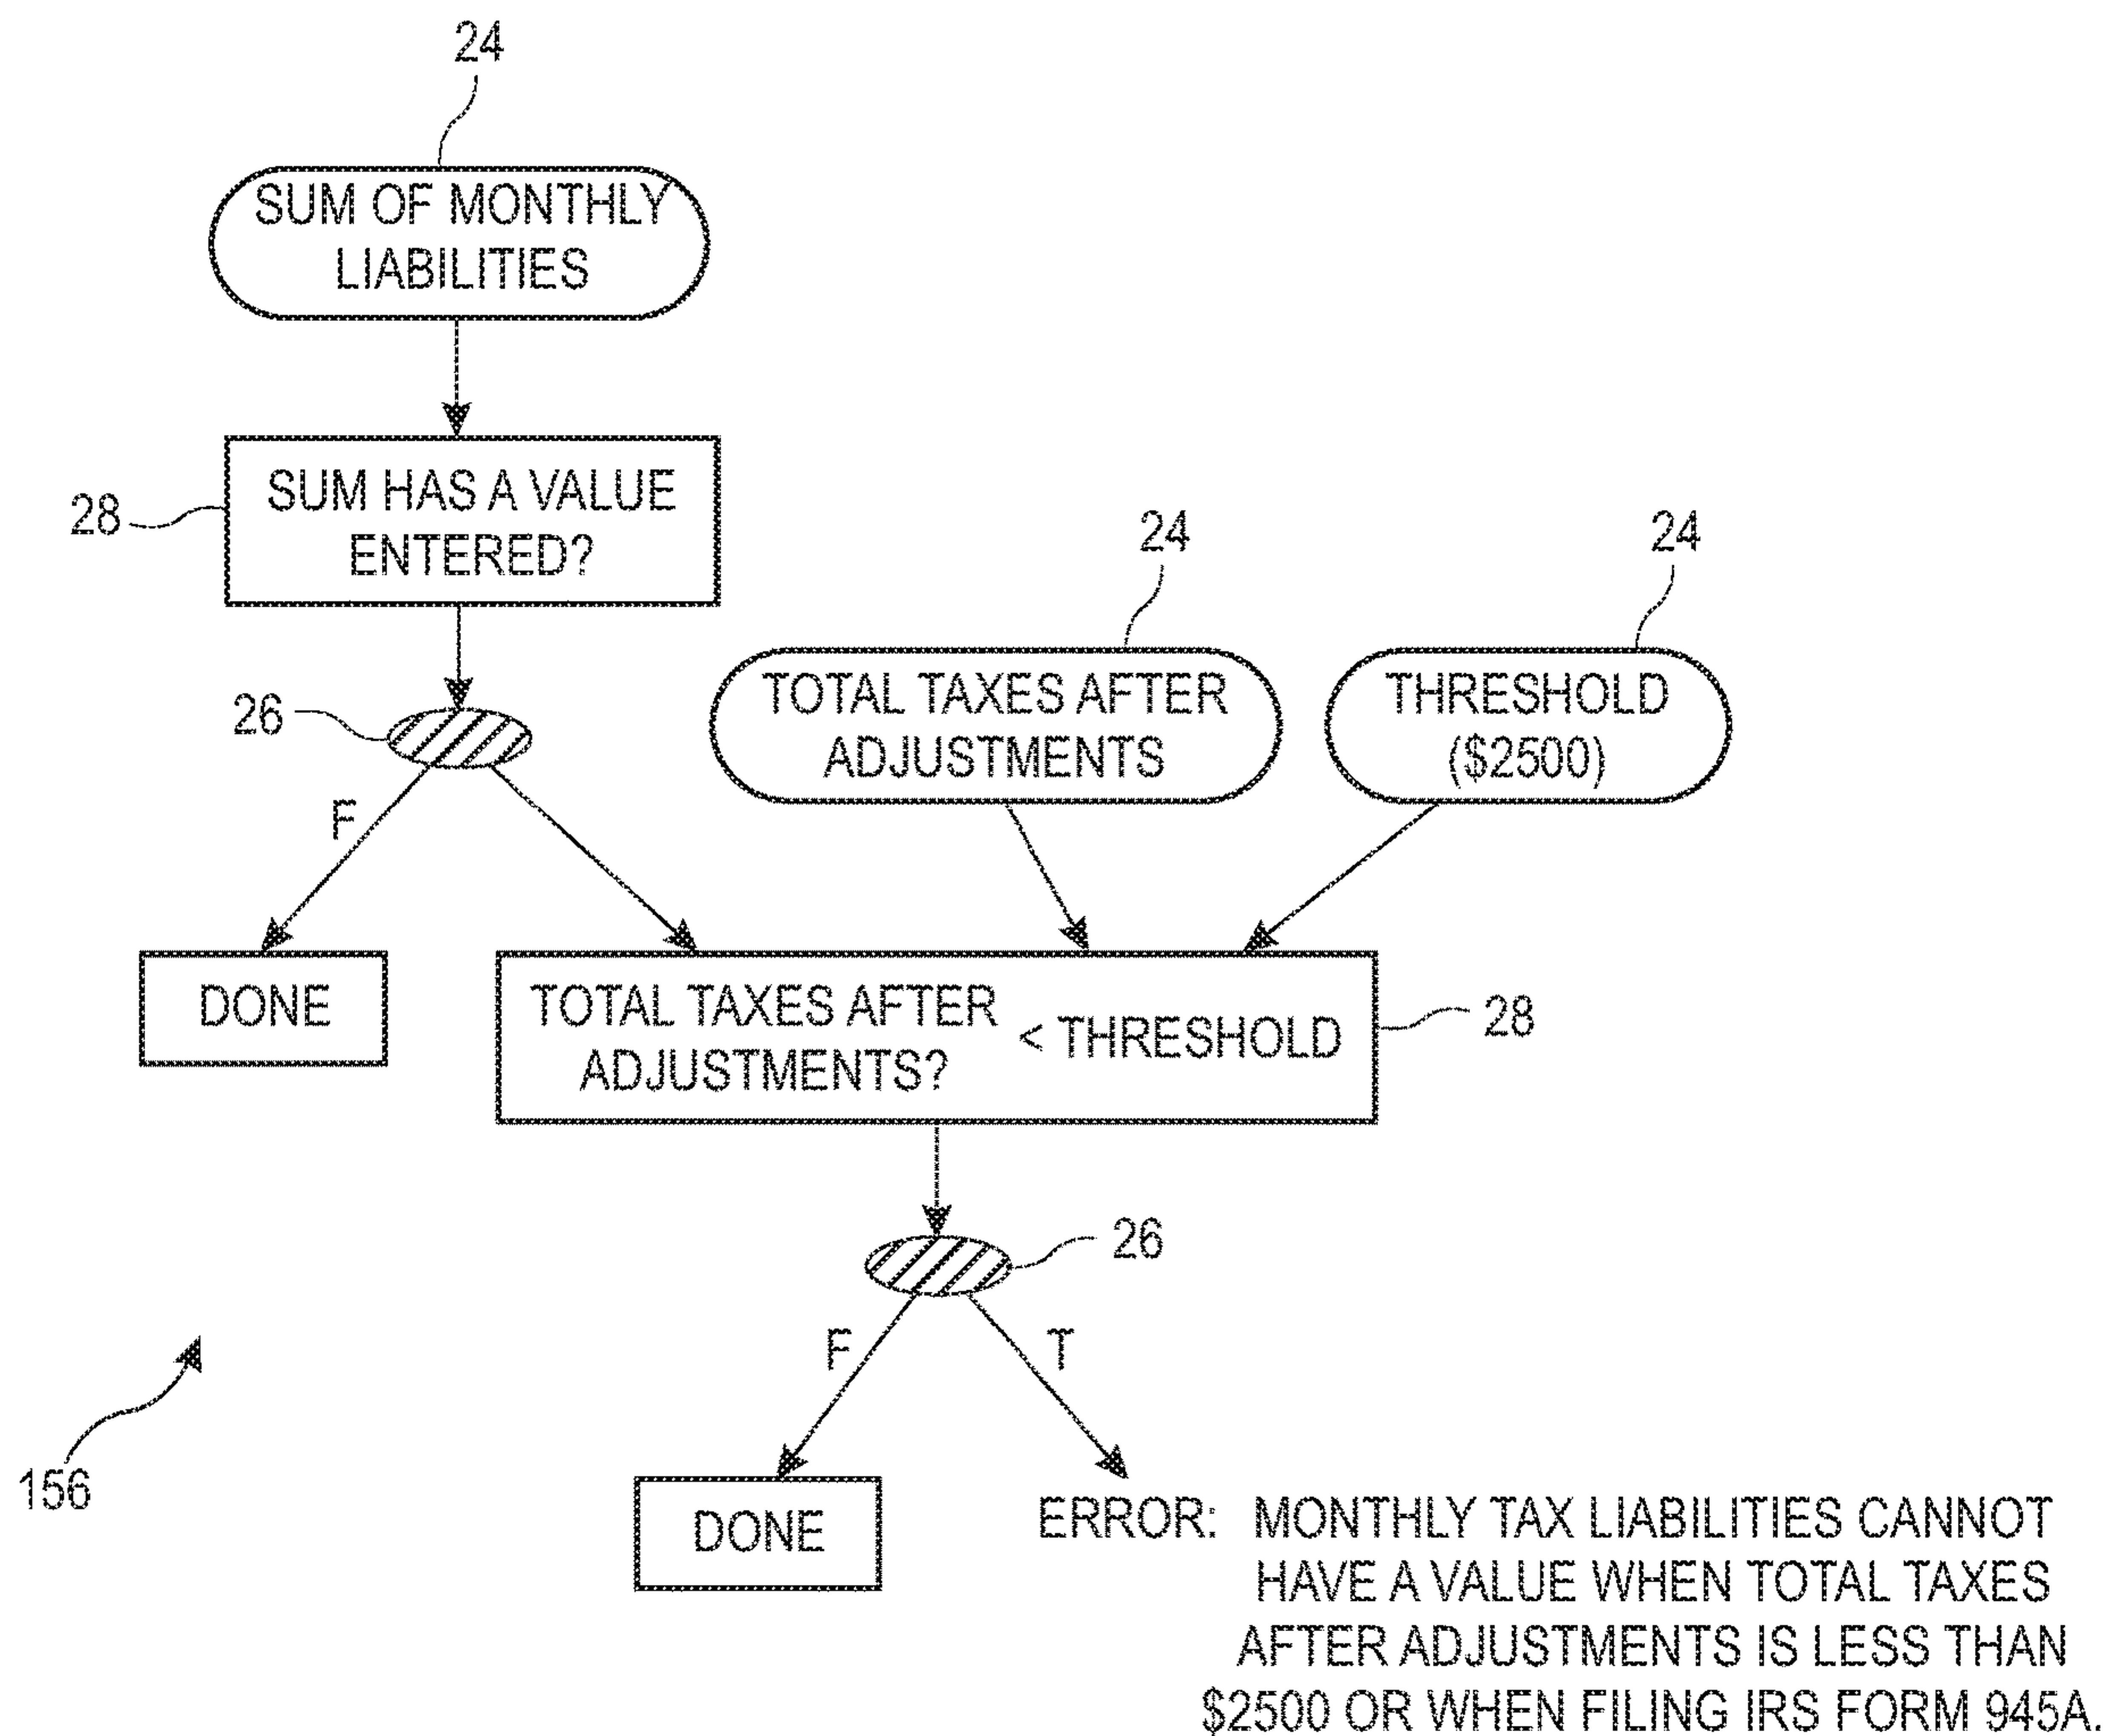 24
SUM OF MONTHLY
LIABILITIES
28
SUM HAS A VALUE
ENTERED?
24
24
26
TOTAL TAXES AFTER
ADJUSTMENTS
THRESHOLD
($2500)
F
DONE
TOTAL TAXES AFTER
ADJUSTMENTS?
< THRESHOLD
28
26
F
T
156
DONE
ERROR: MONTHLY TAX LIABILITIES CANNOT
HAVE A VALUE WHEN TOTAL TAXES
AFTER ADJUSTMENTS IS LESS THAN
$2500 OR WHEN FILING IRS FORM 945A.